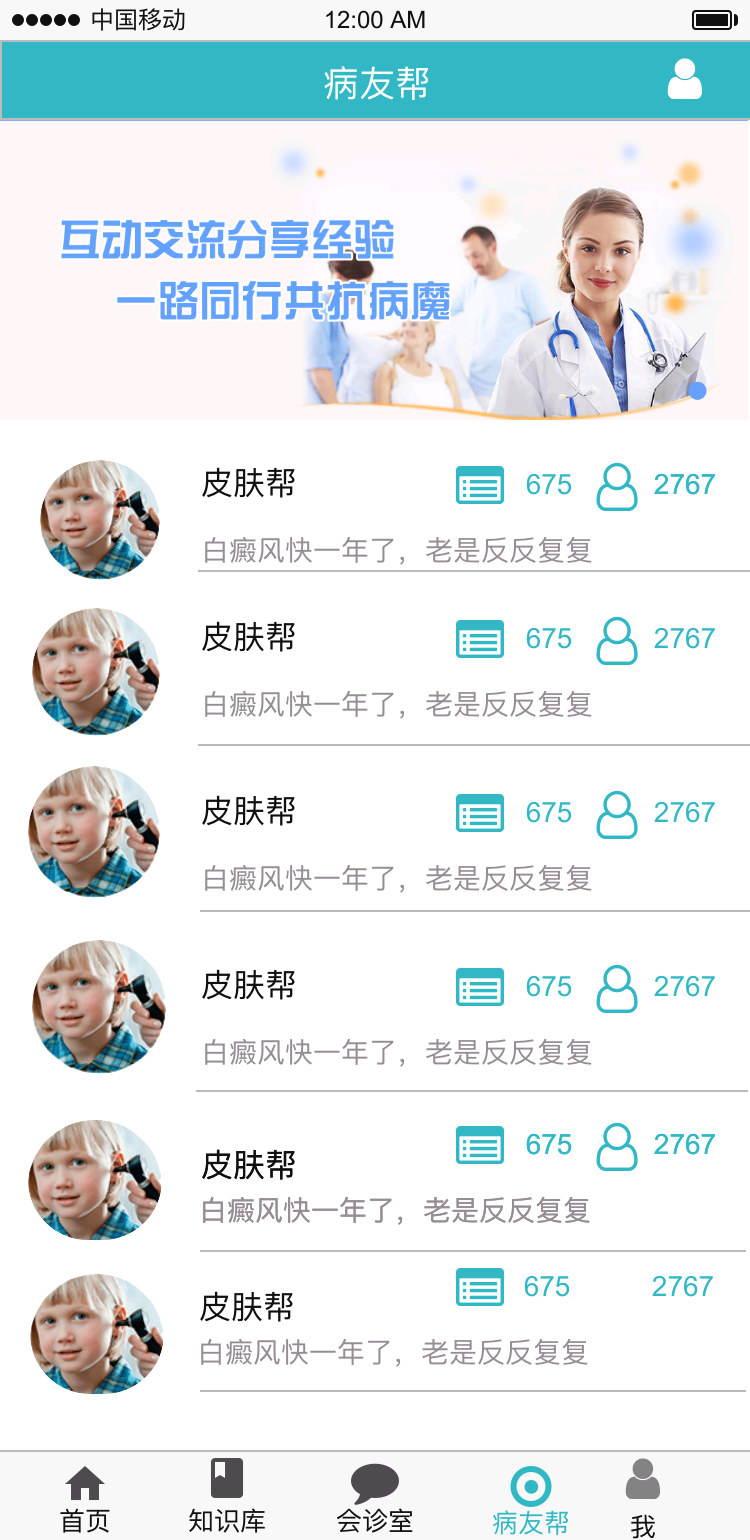 中国移动 12:00 AM
病友帮
互动交流分享经验
一路同行共抗病魔
皮肤帮 675 2767
白癜风快一年了，老是反反复复
皮肤帮 675 2767
白癜风快一年了，老是反反复复
皮肤帮 675 2767
白癜风快一年了，老是反反复复
皮肤帮 675 2767
白癜风快一年了，老是反反复复
皮肤帮 675 2767
白癜风快一年了，老是反反复复
皮肤帮 675 2767
白癜风快一年了，老是反反复复
首页 知识库 会诊室 病友帮 我